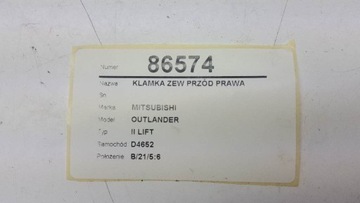 Numer 86574
Nazwa KLAMKA ZEW PRZÓD PRAWA
Marka MITSUBISHI
Model OUTLANDER
Typ II LIFT
Samochód D4652
Położenie B/21/5:6